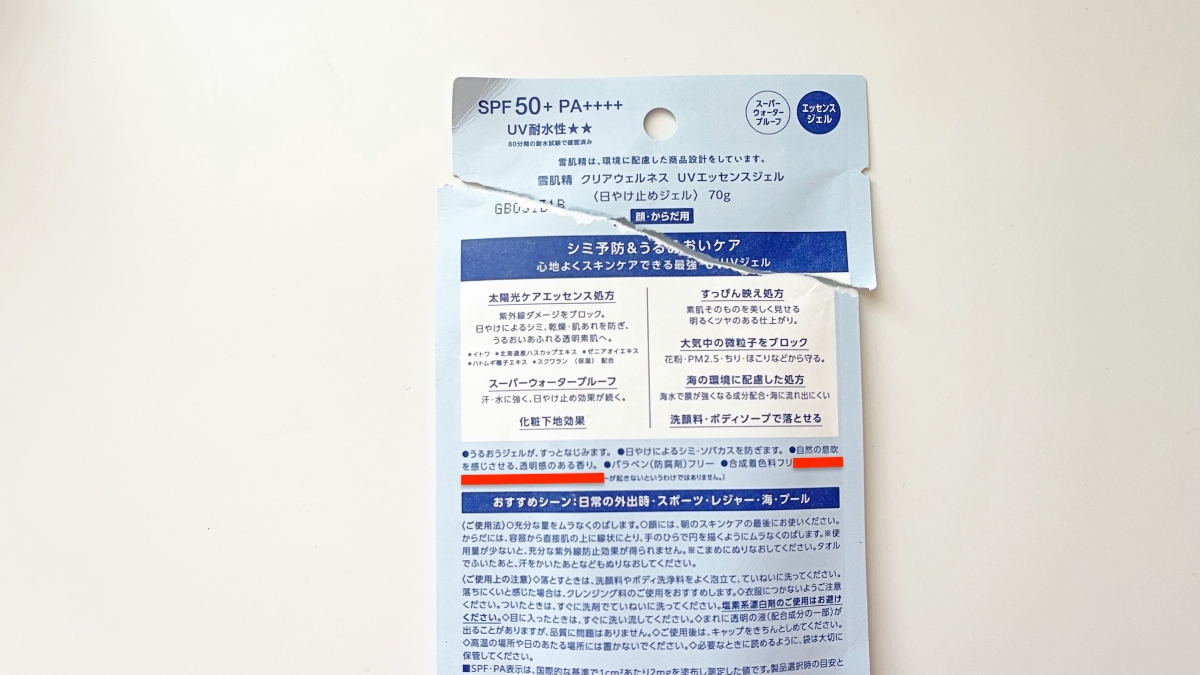 SPF 50+ PA++++
UV耐水性★★
80分間の耐水試験で確認済み
スーパー
ウォーター
プルーフ
エッセンス
ジェル
雪肌精は、環境に配慮した商品設計をしています。
雪肌精 クリアウェルネス UVエッセンスジェル
〈日やけ止めジェル〉 70g
顔・からだ用
シミ予防&うるおいケア
心地よくスキンケアできる最強 UVジェル
太陽光ケアエッセンス処方
紫外線ダメージをブロック。
日やけによるシミ、乾燥・肌あれを防ぎ、
うるおいあふれる透明素肌へ。
*イトワ *北海道産ハスカップエキス *ゼニアオイエキス
*ハトムギ種子エキス *スクワラン (保湿) 配合
スーパーウォータープルーフ
汗・水に強く、日やけ止め効果が続く。
化粧下地効果
すっぴん映え処方
素肌そのものを美しく見せる
明るくツヤのある仕上がり。
大気中の微粒子をブロック
花粉・PM2.5・ちり・ほこりなどから守る。
海の環境に配慮した処方
海水で膜が強くなる成分配合・海に流れ出にくい
洗顔料・ボディソープで落とせる
●うるおうジェルが、すっとなじみます。 ●日やけによるシミ・ソバカスを防ぎます。 ●自然の息吹
を感じさせる、透明感のある香り。 ●パラベン(防腐剤)フリー ●合成着色料フリ
が起きないというわけではありません。)
おすすめシーン:日常の外出時・スポーツ・レジャー・海・プール
〈ご使用法〉○充分な量をムラなくのばします。○顔には、朝のスキンケアの最後にお使いください。
からだには、容器から直接肌の上に線状にとり、手のひらで円を描くようにムラなくのばします。※使
用量が少ないと、充分な紫外線防止効果が得られません。※こまめにぬりなおしてください。タオル
でふいたあと、汗をかいたあとなどもぬりなおしてください。
〈ご使用上の注意〉◇落とすときは、洗顔料やボディ洗浄料をよく泡立て、ていねいに洗ってください。
落ちにくいと感じた場合は、クレンジング料のご使用をおすすめします。◇衣服につかないようご注意
ください。ついたときは、すぐに洗剤でていねいに洗ってください。塩素系漂白剤のご使用はお避け
ください。◇目に入ったときは、すぐに洗い流してください。◇まれに透明の液(配合成分の一部)が
出ることがありますが、品質に問題はありません。◇ご使用後は、キャップをきちんとしめてください。
◇高温の場所や日のあたる場所には置かないでください。◇必要なときに読めるように、袋は大切に
保管してください。
■SPF・PA表示は、国際的な基準で1cm²あたり2mgを塗布し測定した値です。製品選択時の目安と